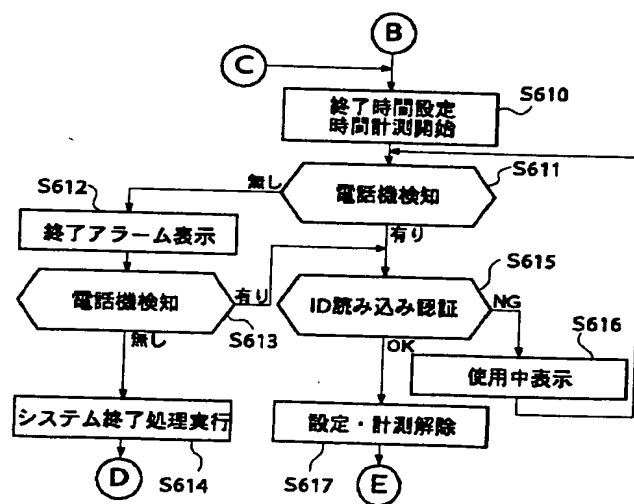 B
C
S610
終了時間設定
時間計測開始
S611
電話機検知
無し
有り
S612
終了アラーム表示
電話機検知
有り
S613
無し
S615
ID読み込み認証
NG
OK
S616
使用中表示
システム終了処理実行
S614
D
設定・計測解除
S617
E